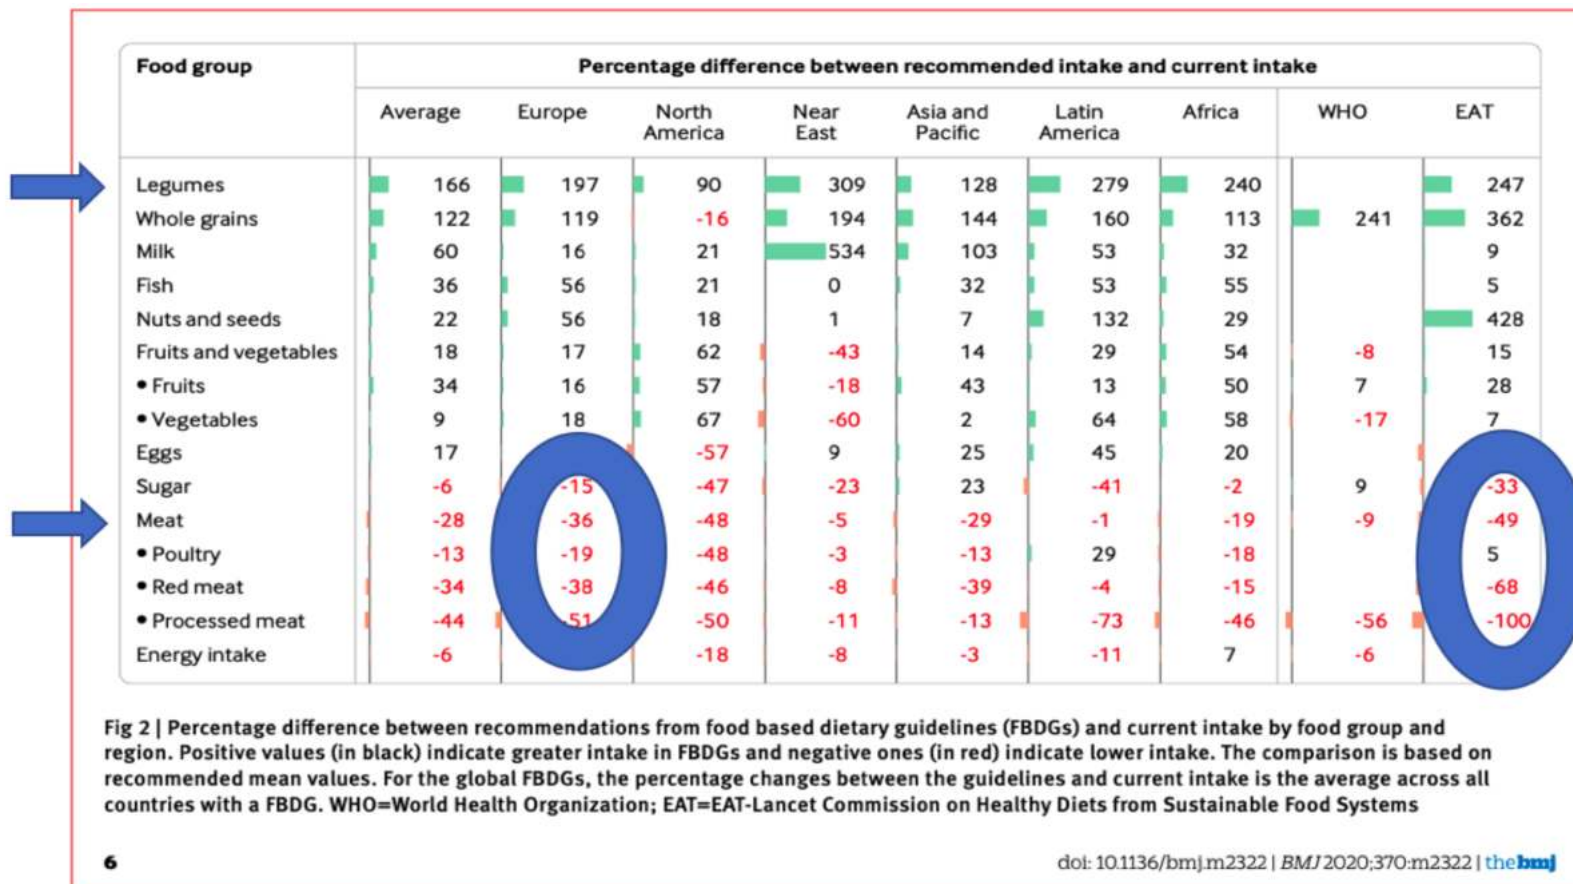 Food group Percentage difference between recommended intake and current intake
Average Europe North America Near East Asia and Pacific Latin America Africa WHO EAT
Legumes 166 197 90 309 128 279 240 247
Whole grains 122 119 -16 194 144 160 113 241 362
Milk 60 16 21 534 103 53 32 9
Fish 36 56 21 0 32 53 55 5
Nuts and seeds 22 56 18 1 7 132 29 428
Fruits and vegetables 18 17 62 -43 14 29 54 -8 15
• Fruits 34 16 57 -18 43 13 50 7 28
• Vegetables 9 18 67 -60 2 64 58 -17 7
Eggs 17 -57 9 25 45 20
Sugar -6 -15 -47 -23 23 -41 -2 9 -33
Meat -28 -36 -48 -5 -29 -1 -19 -9 -49
• Poultry -13 -19 -48 -3 -13 29 -18 5
• Red meat -34 -38 -46 -8 -39 -4 -15 -68
• Processed meat -44 -51 -50 -11 -13 -73 -46 -56 -100
Energy intake -6 -18 -8 -3 -11 7 -6
Fig 2 | Percentage difference between recommendations from food based dietary guidelines (FBDGs) and current intake by food group and
region. Positive values (in black) indicate greater intake in FBDGs and negative ones (in red) indicate lower intake. The comparison is based on
recommended mean values. For the global FBDGs, the percentage changes between the guidelines and current intake is the average across all
countries with a FBDG. WHO=World Health Organization; EAT=EAT-Lancet Commission on Healthy Diets from Sustainable Food Systems
6 doi: 10.1136/bmj.m2322 | BMJ 2020;370:m2322 | thebmj